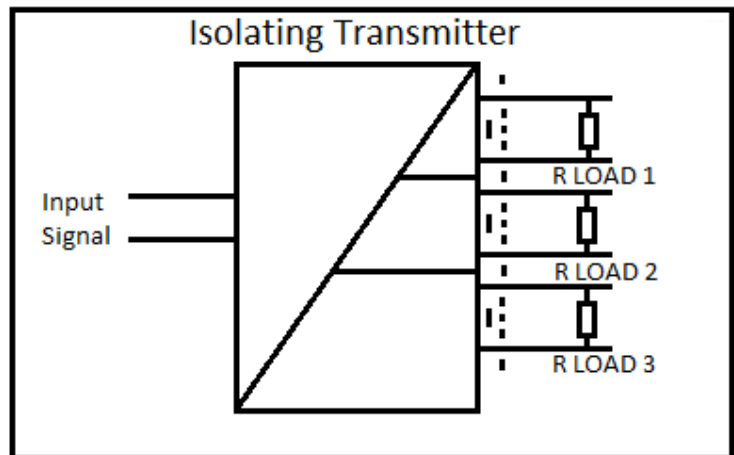 Isolating Transmitter
Input
Signal
R LOAD 1
R LOAD 2
R LOAD 3